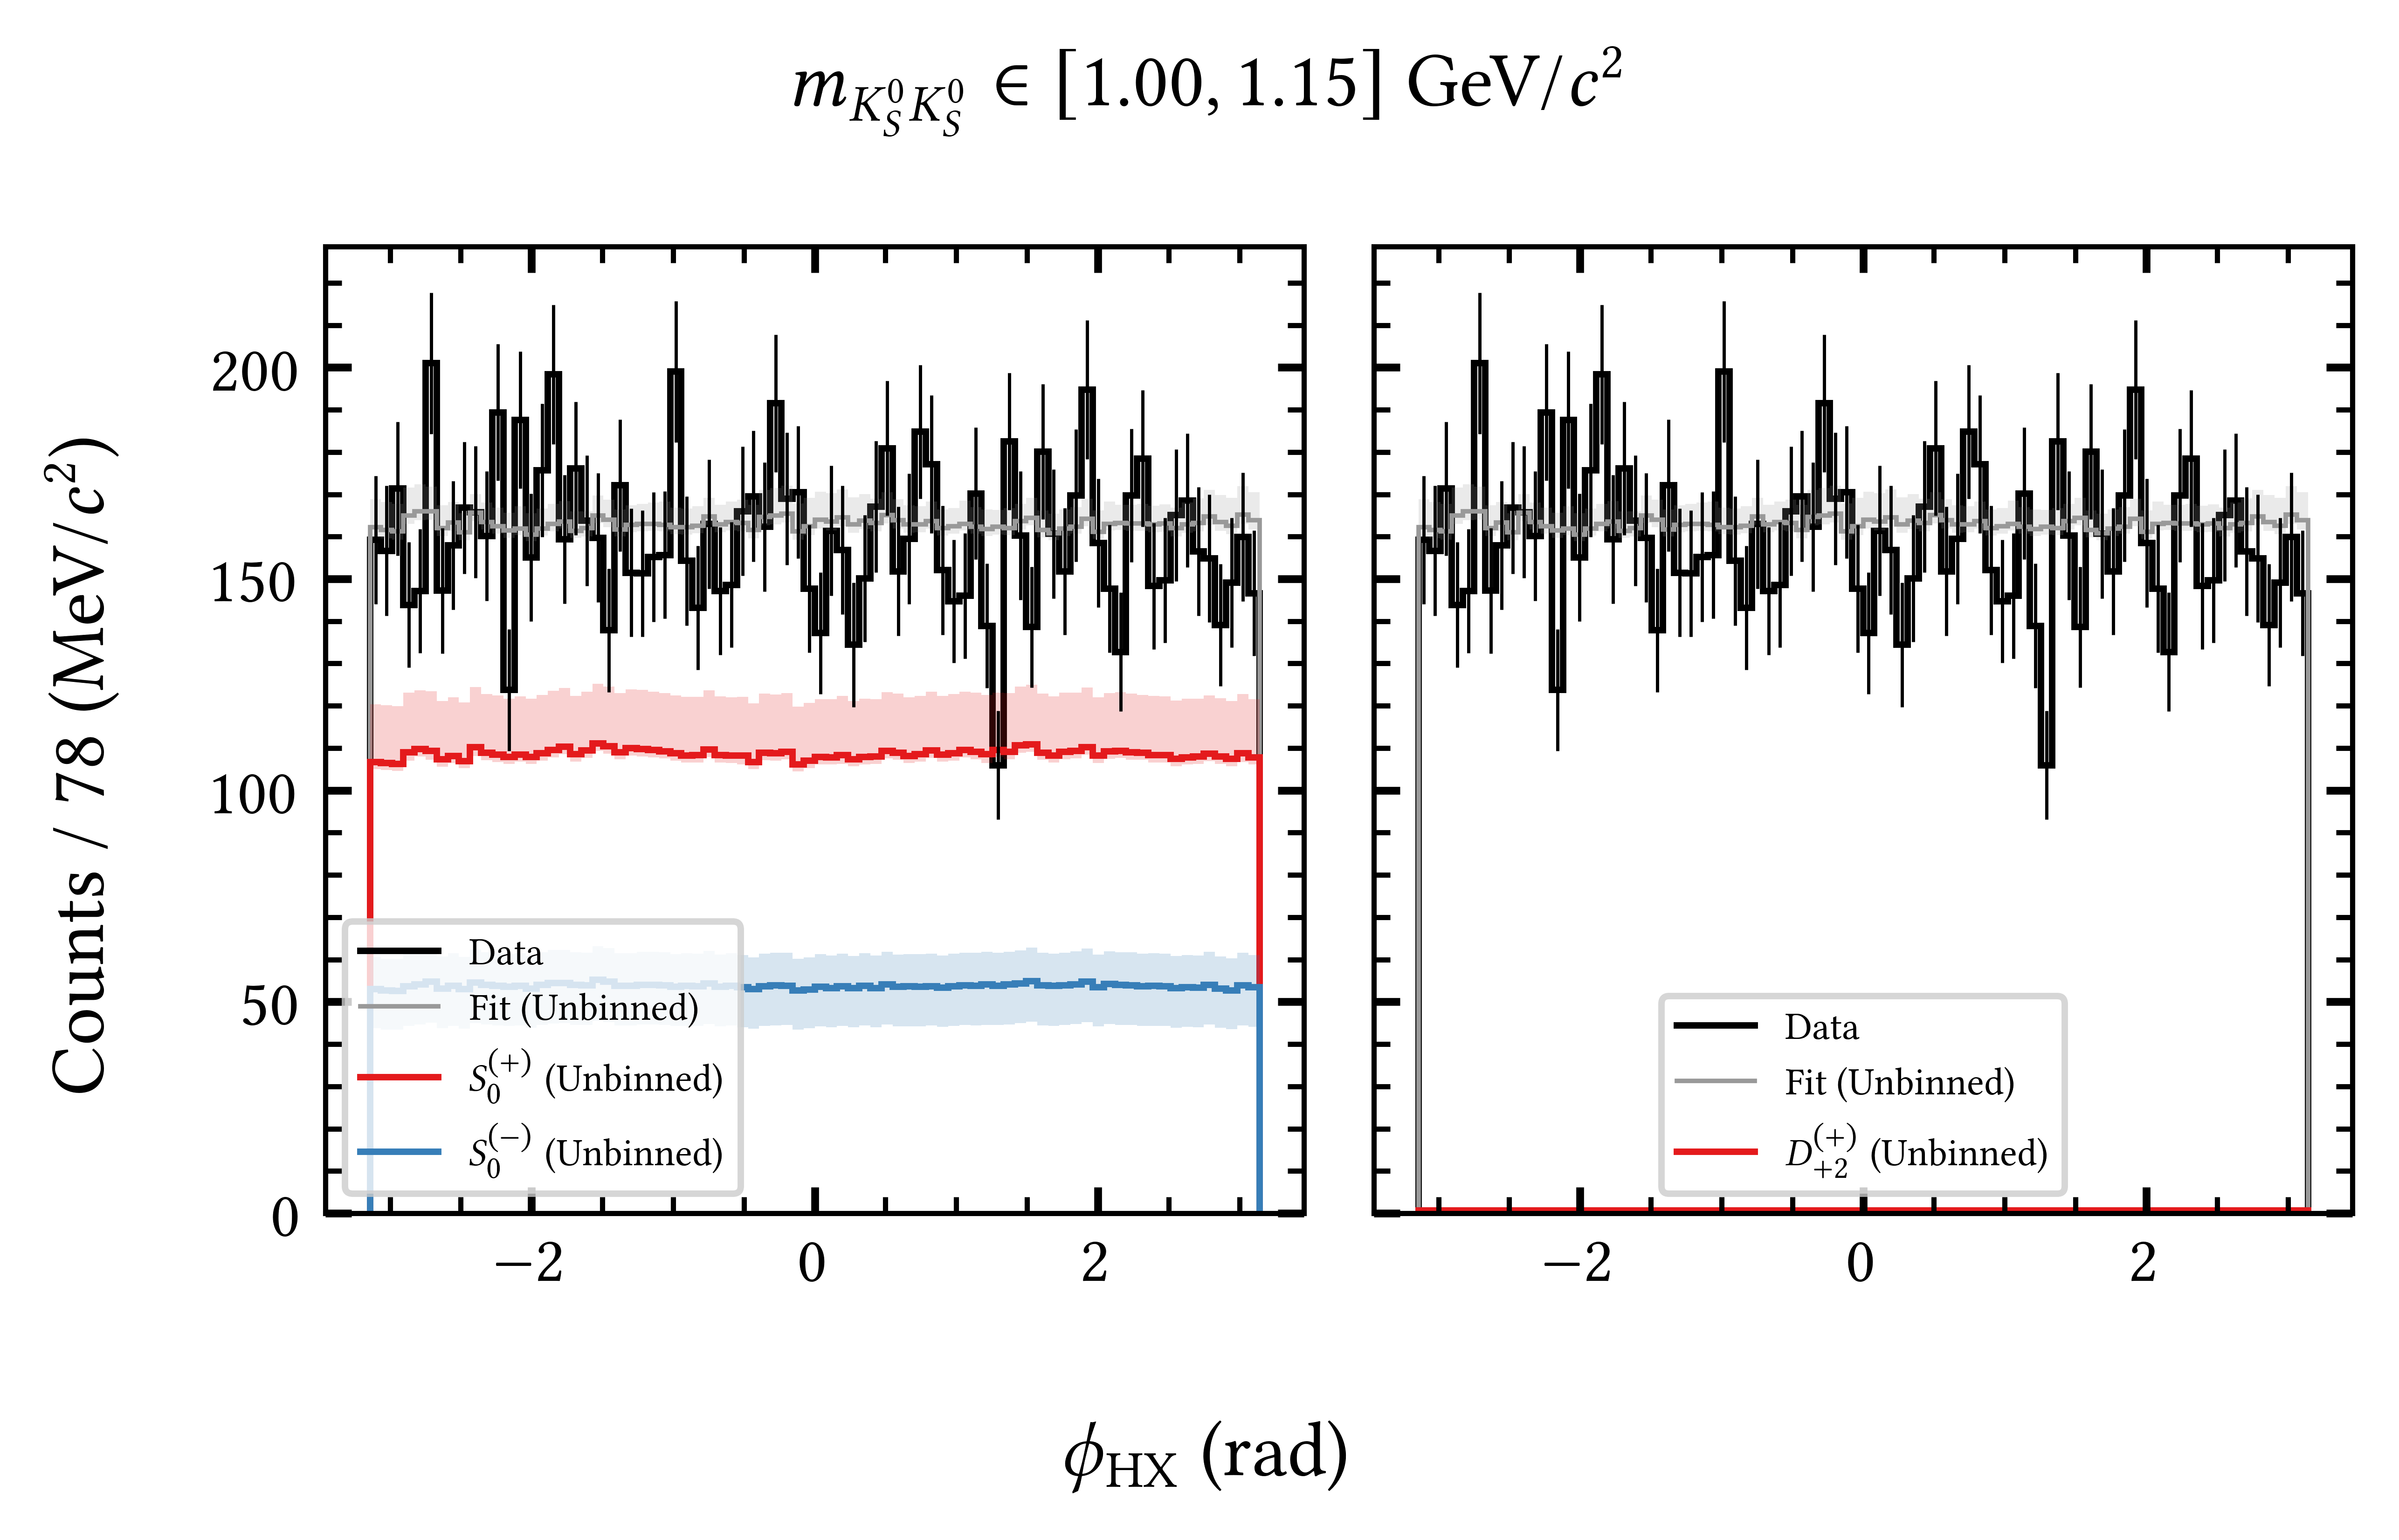 m_{K_S^0 K_S^0} ∈ [1.00, 1.15] GeV/c²
Counts / 78 (MeV/c²)
200
150
100
50
0
Data
Fit (Unbinned)
S_0^{(+)} (Unbinned)
S_0^{(−)} (Unbinned)
−2
0
2
Data
Fit (Unbinned)
D_{+2}^{(+)} (Unbinned)
−2
0
2
ϕ_{HX} (rad)